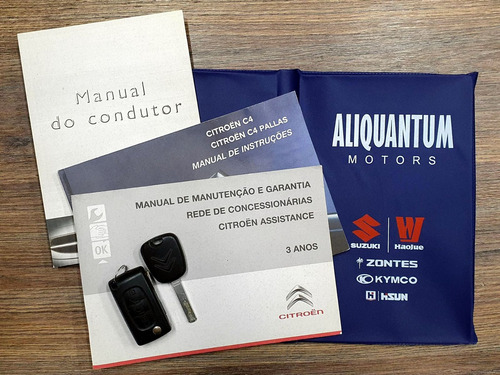 Manual
do condutor
CITROËN C4
CITROËN C4 PALLAS
MANUAL DE INSTRUÇÕES
MANUAL DE MANUTENÇÃO E GARANTIA
REDE DE CONCESSIONÁRIAS
CITROËN ASSISTANCE
3 ANOS
OK
CITROËN
ALIQUANTUM
MOTORS
SUZUKI
HAOJUE
ZONTES
KYMCO
HISUN